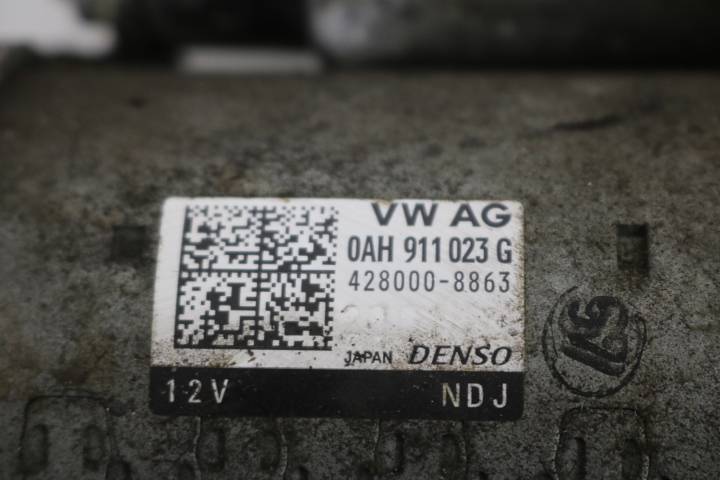 VW AG
0AH 911 023 G
428000-8863
JAPAN DENSO
12V NDJ